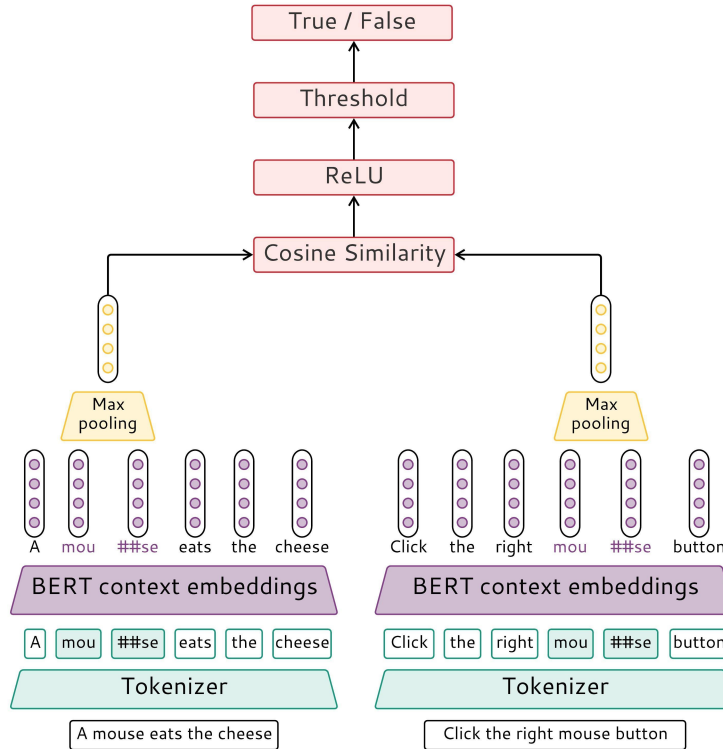 True / False
Threshold
ReLU
Cosine Similarity
Max
pooling
Max
pooling
A mou ##se eats the cheese
Click the right mou ##se button
BERT context embeddings
BERT context embeddings
A mou ##se eats the cheese
Click the right mou ##se button
Tokenizer
Tokenizer
A mouse eats the cheese
Click the right mouse button